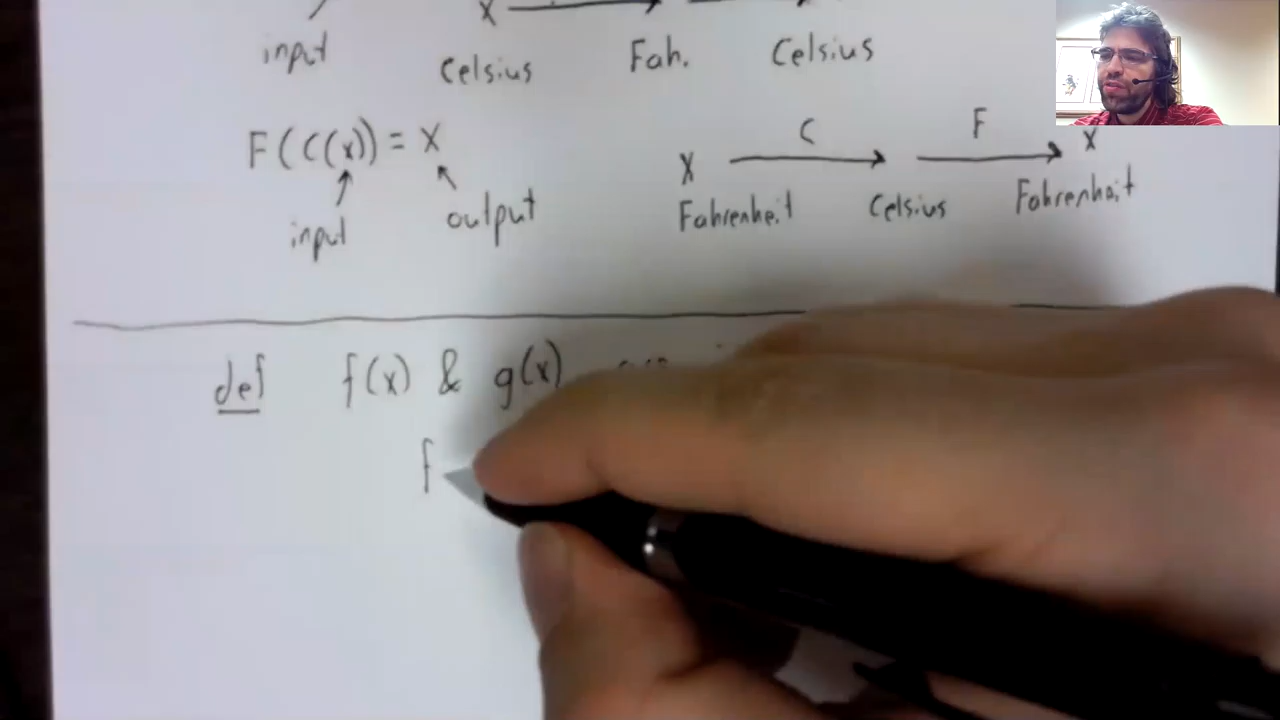 x
input
Celsius Fah. Celsius
F(C(x)) = x
input
output
x C F x
Fahrenheit Celsius Fahrenheit
def f(x) & g(x)
f